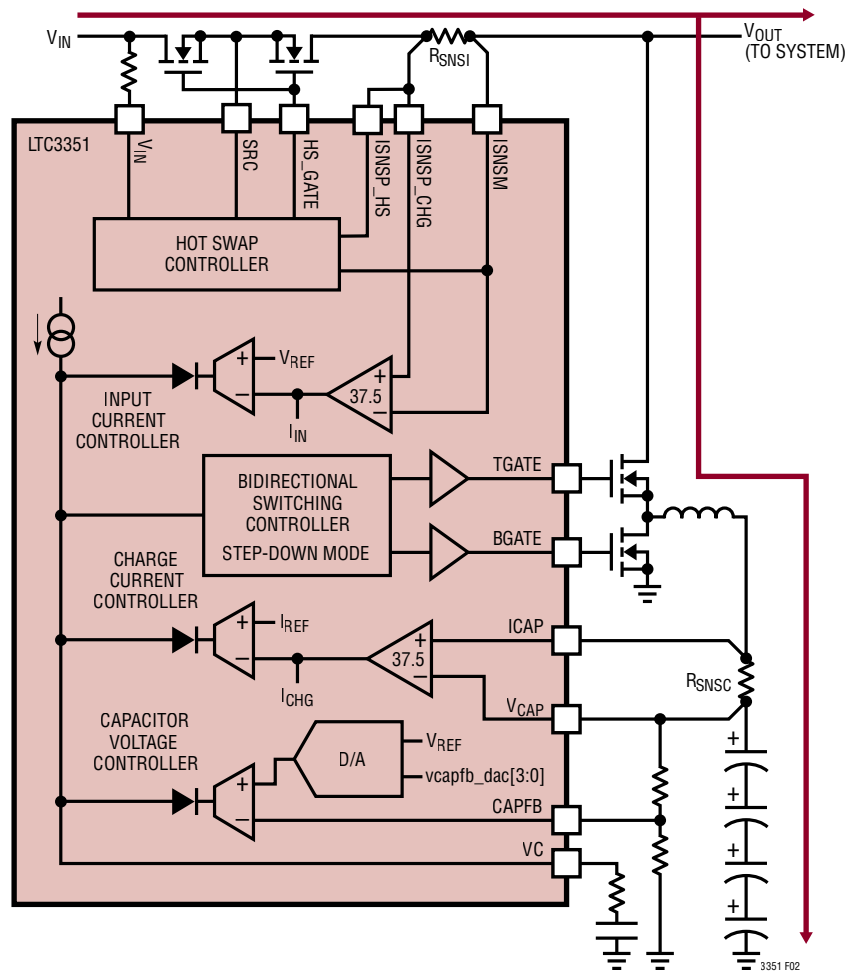 VIN
VOUT
(TO SYSTEM)
RSNSI
LTC3351
VIN
SRC
HS_GATE
ISNSP_HS
ISNSP_CHG
ISNSM
HOT SWAP
CONTROLLER
+
VREF
–
+
37.5
–
IIN
INPUT
CURRENT
CONTROLLER
BIDIRECTIONAL
SWITCHING
CONTROLLER
STEP-DOWN MODE
TGATE
BGATE
CHARGE
CURRENT
CONTROLLER
+
IREF
–
+
37.5
–
ICHG
ICAP
VCAP
RSNSC
CAPACITOR
VOLTAGE
CONTROLLER
D/A
VREF
vcapfb_dac[3:0]
+
–
CAPFB
VC
+
+
+
+
3351 F02